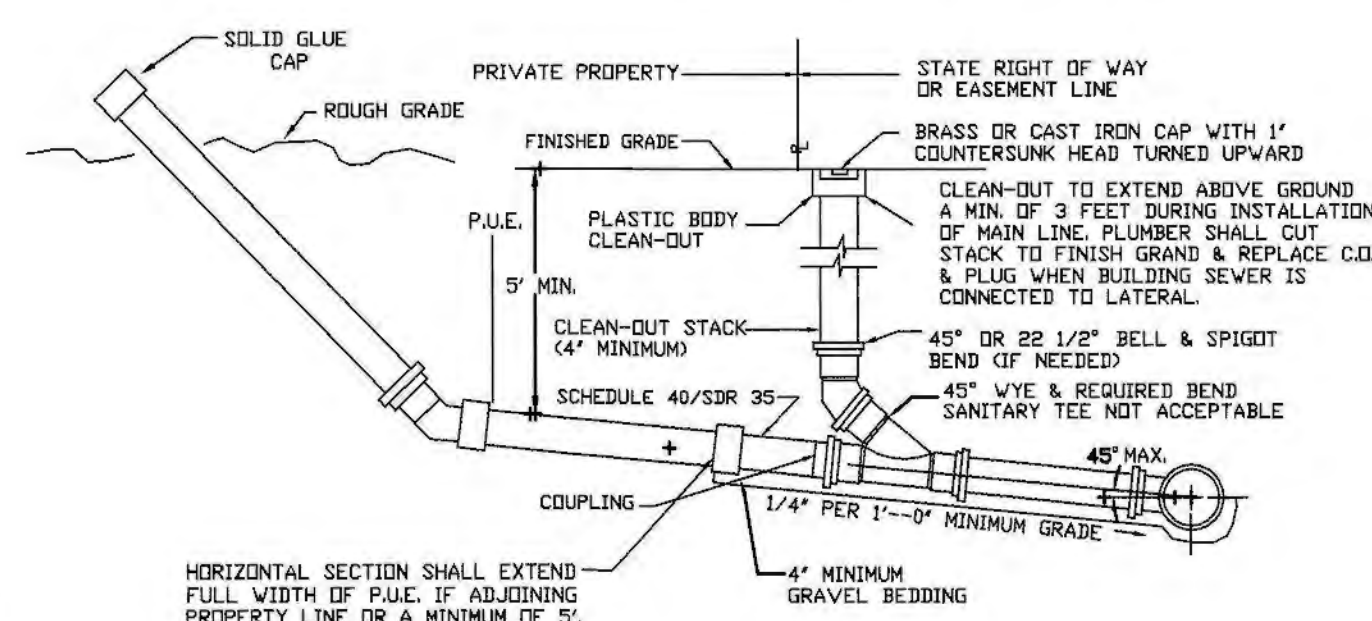 SOLID GLUE
CAP
ROUGH GRADE
PRIVATE PROPERTY
STATE RIGHT OF WAY
OR EASEMENT LINE
FINISHED GRADE
PL
BRASS OR CAST IRON CAP WITH 1"
COUNTERSUNK HEAD TURNED UPWARD
P.U.E.
5' MIN.
PLASTIC BODY
CLEAN-OUT
CLEAN-OUT TO EXTEND ABOVE GROUND
A MIN. OF 3 FEET DURING INSTALLATION
OF MAIN LINE. PLUMBER SHALL CUT
STACK TO FINISH GRAND & REPLACE C.O.
& PLUG WHEN BUILDING SEWER IS
CONNECTED TO LATERAL.
CLEAN-OUT STACK
(4" MINIMUM)
45° OR 22 1/2° BELL & SPIGOT
BEND (IF NEEDED)
SCHEDULE 40/SDR 35
45° WYE & REQUIRED BEND
SANITARY TEE NOT ACCEPTABLE
45° MAX.
COUPLING
1/4" PER 1'--0" MINIMUM GRADE
HORIZONTAL SECTION SHALL EXTEND
FULL WIDTH OF P.U.E. IF ADJOINING
PROPERTY LINE OR A MINIMUM OF 5'.
4" MINIMUM
GRAVEL BEDDING